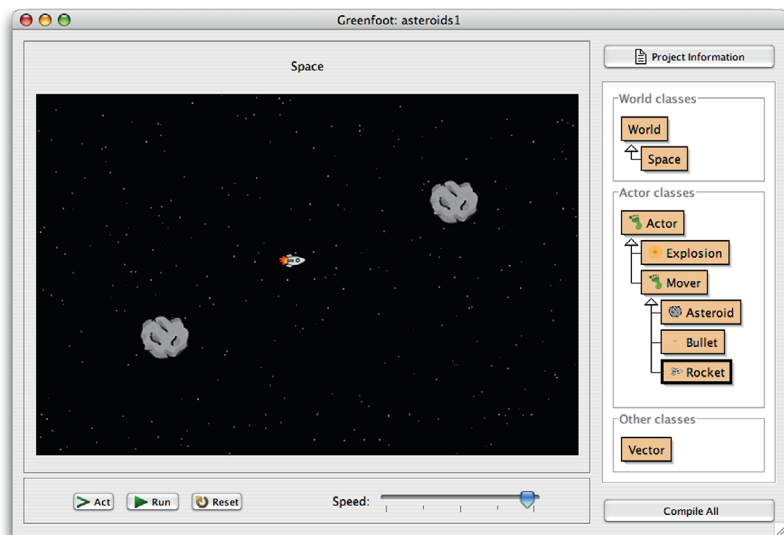 Greenfoot: asteroids1
Space
Project Information
World classes
World
Space
Actor classes
Actor
Explosion
Mover
Asteroid
Bullet
Rocket
Other classes
Vector
Act Run Reset Speed:
Compile All